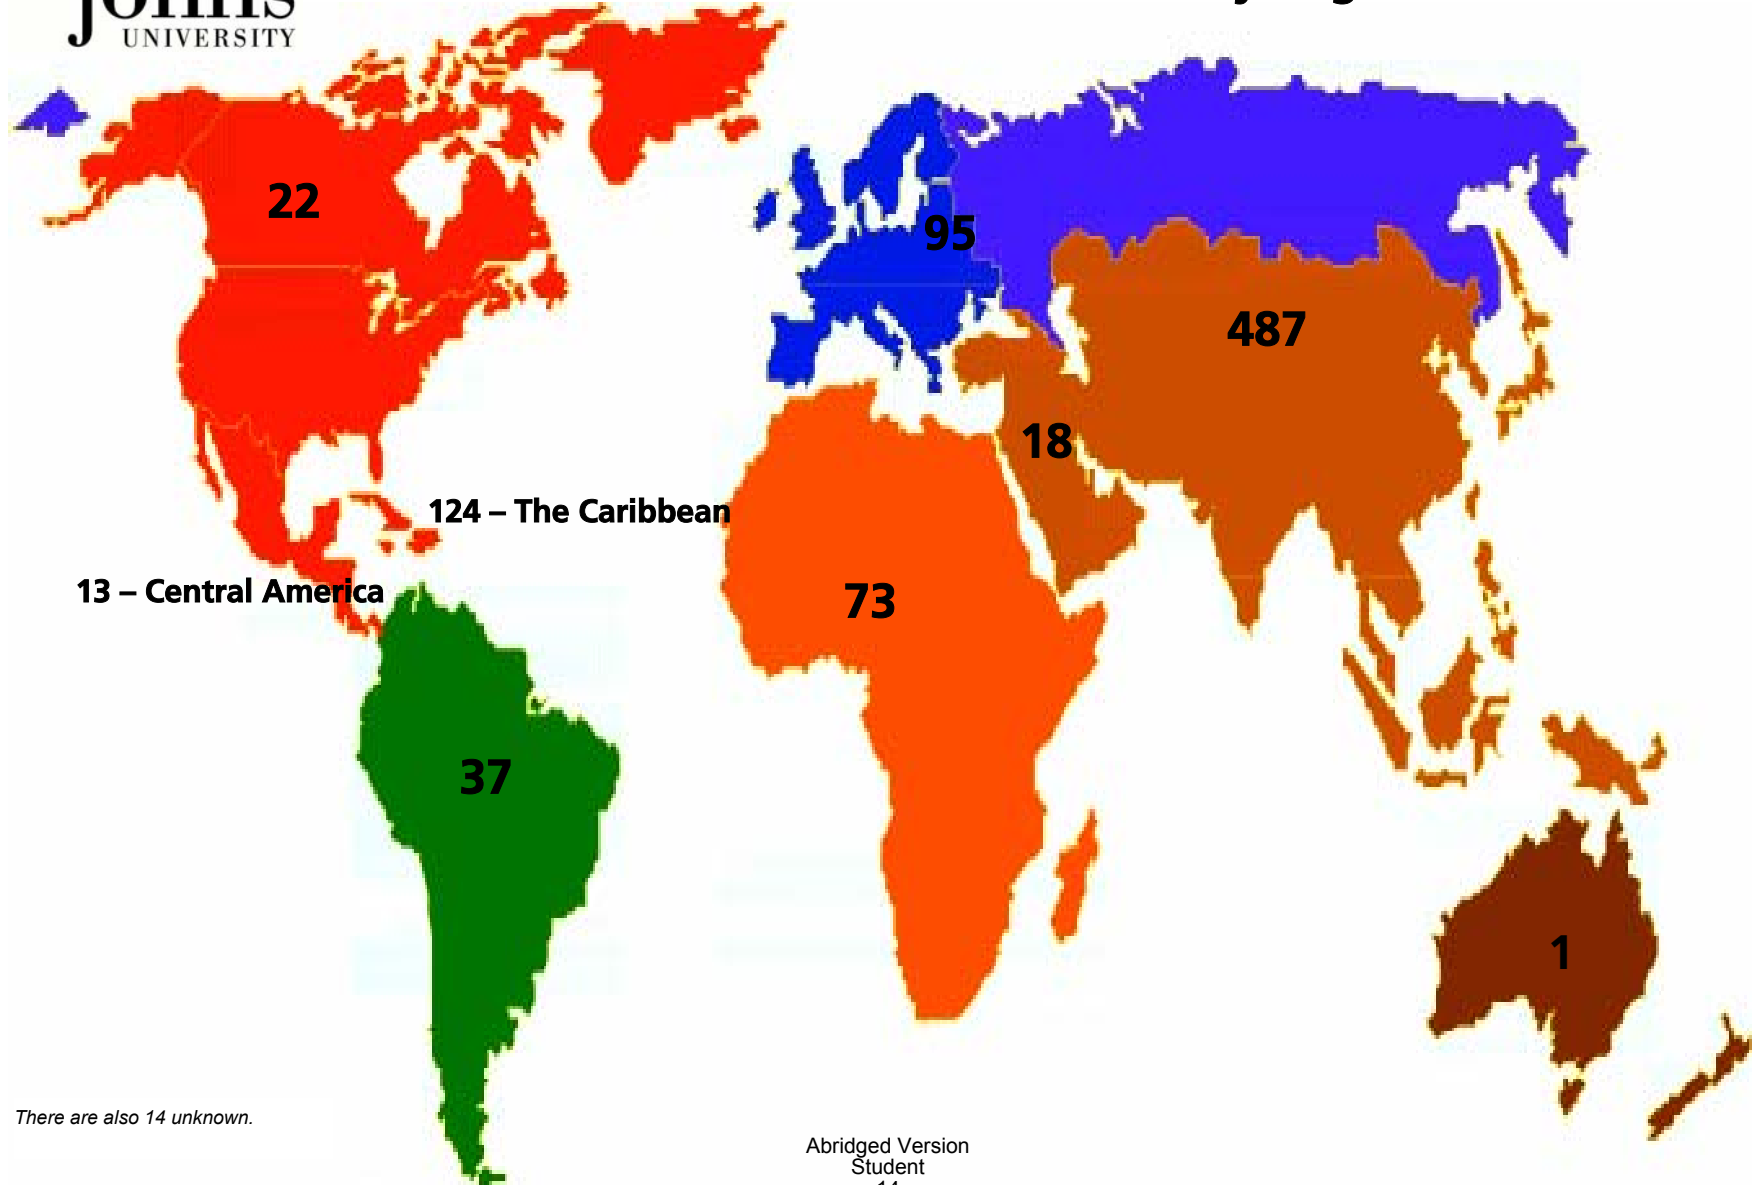 UNIVERSITY
22
95
487
18
124 – The Caribbean
13 – Central America
73
37
1
There are also 14 unknown.
Abridged Version
Student